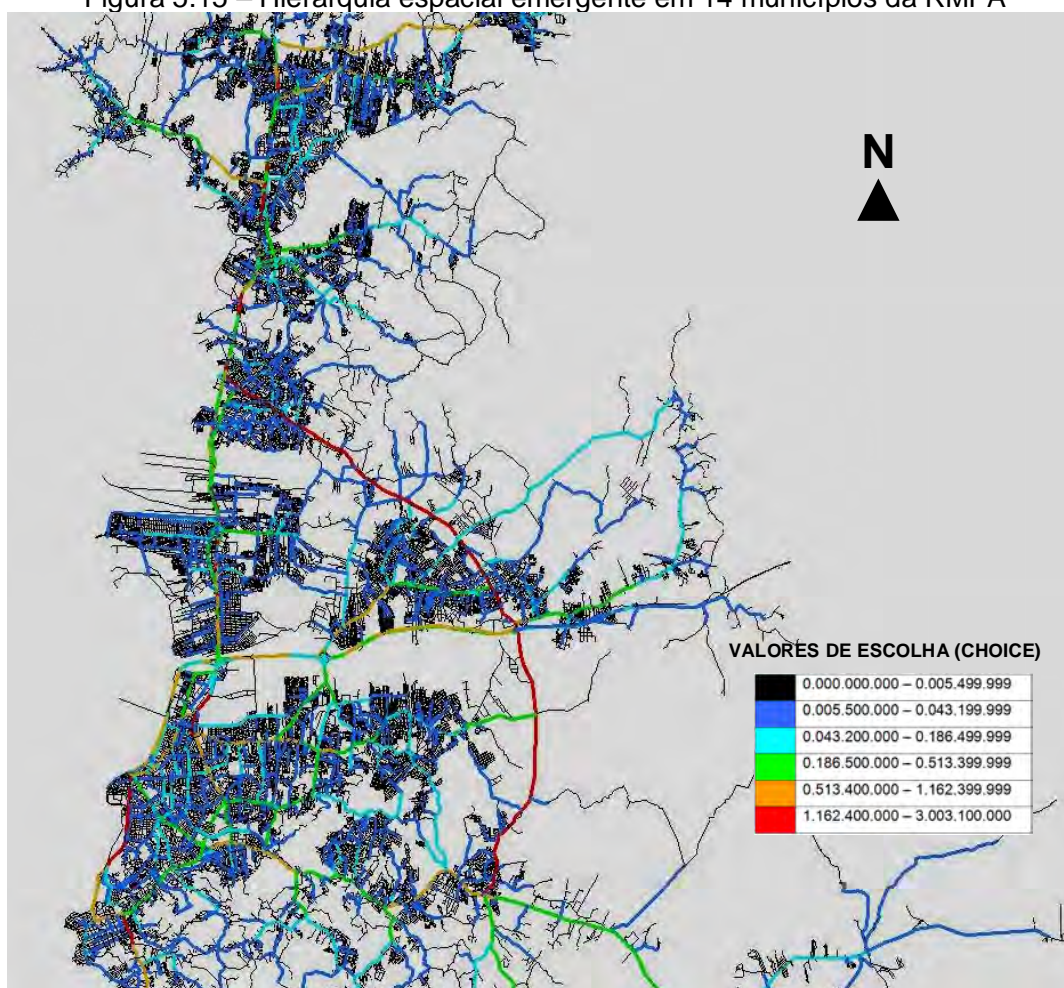 Figura 5.15 – Hierarquia espacial emergente em 14 municípios da RMPA
N
VALORES DE ESCOLHA (CHOICE)
0.000.000.000 – 0.005.499.999
0.005.500.000 – 0.043.199.999
0.043.200.000 – 0.186.499.999
0.186.500.000 – 0.513.399.999
0.513.400.000 – 1.162.399.999
1.162.400.000 – 3.003.100.000